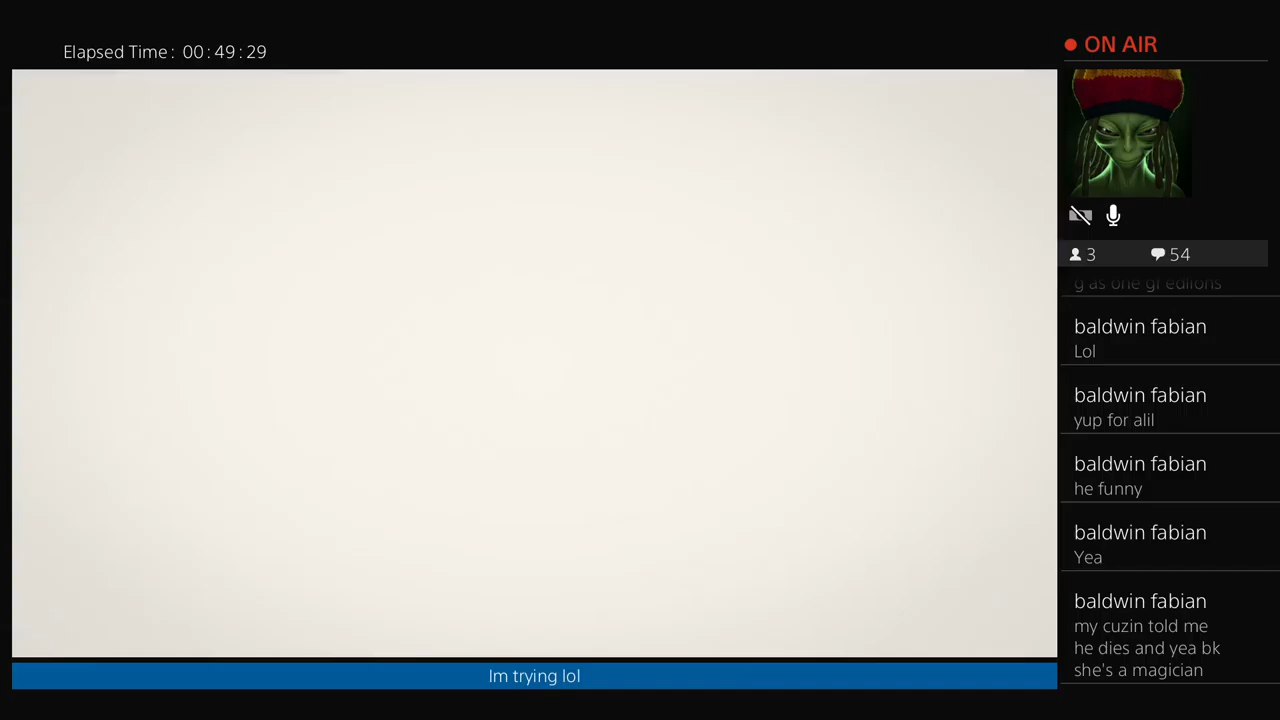 Elapsed Time: 00:49:29
ON AIR
3 54
baldwin fabian
Lol
baldwin fabian
yup for alil
baldwin fabian
he funny
baldwin fabian
Yea
baldwin fabian
my cuzin told me
he dies and yea bk
she's a magician
Im trying lol